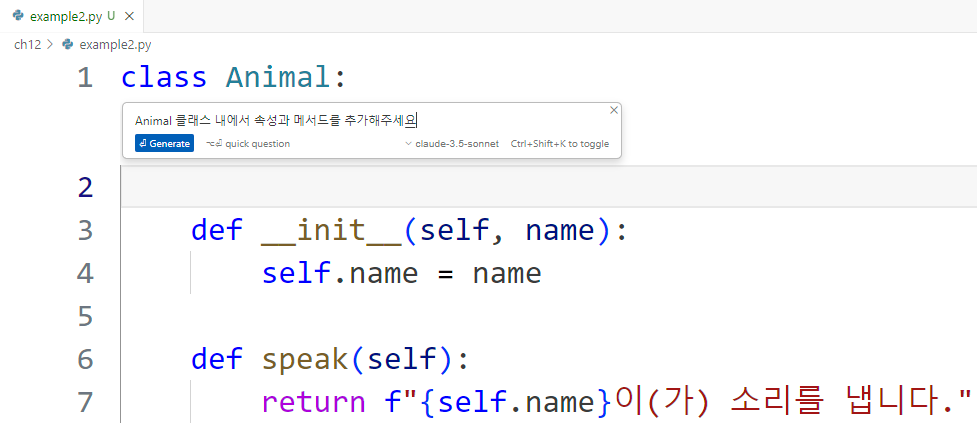 example2.py U ×
ch12 > example2.py
1 class Animal:
Animal 클래스 내에서 속성과 메서드를 추가해주세요
⏎ Generate ⌥⏎ quick question claude-3.5-sonnet Ctrl+Shift+K to toggle
2
3 def __init__(self, name):
4 self.name = name
5
6 def speak(self):
7 return f"{self.name}이(가) 소리를 냅니다."